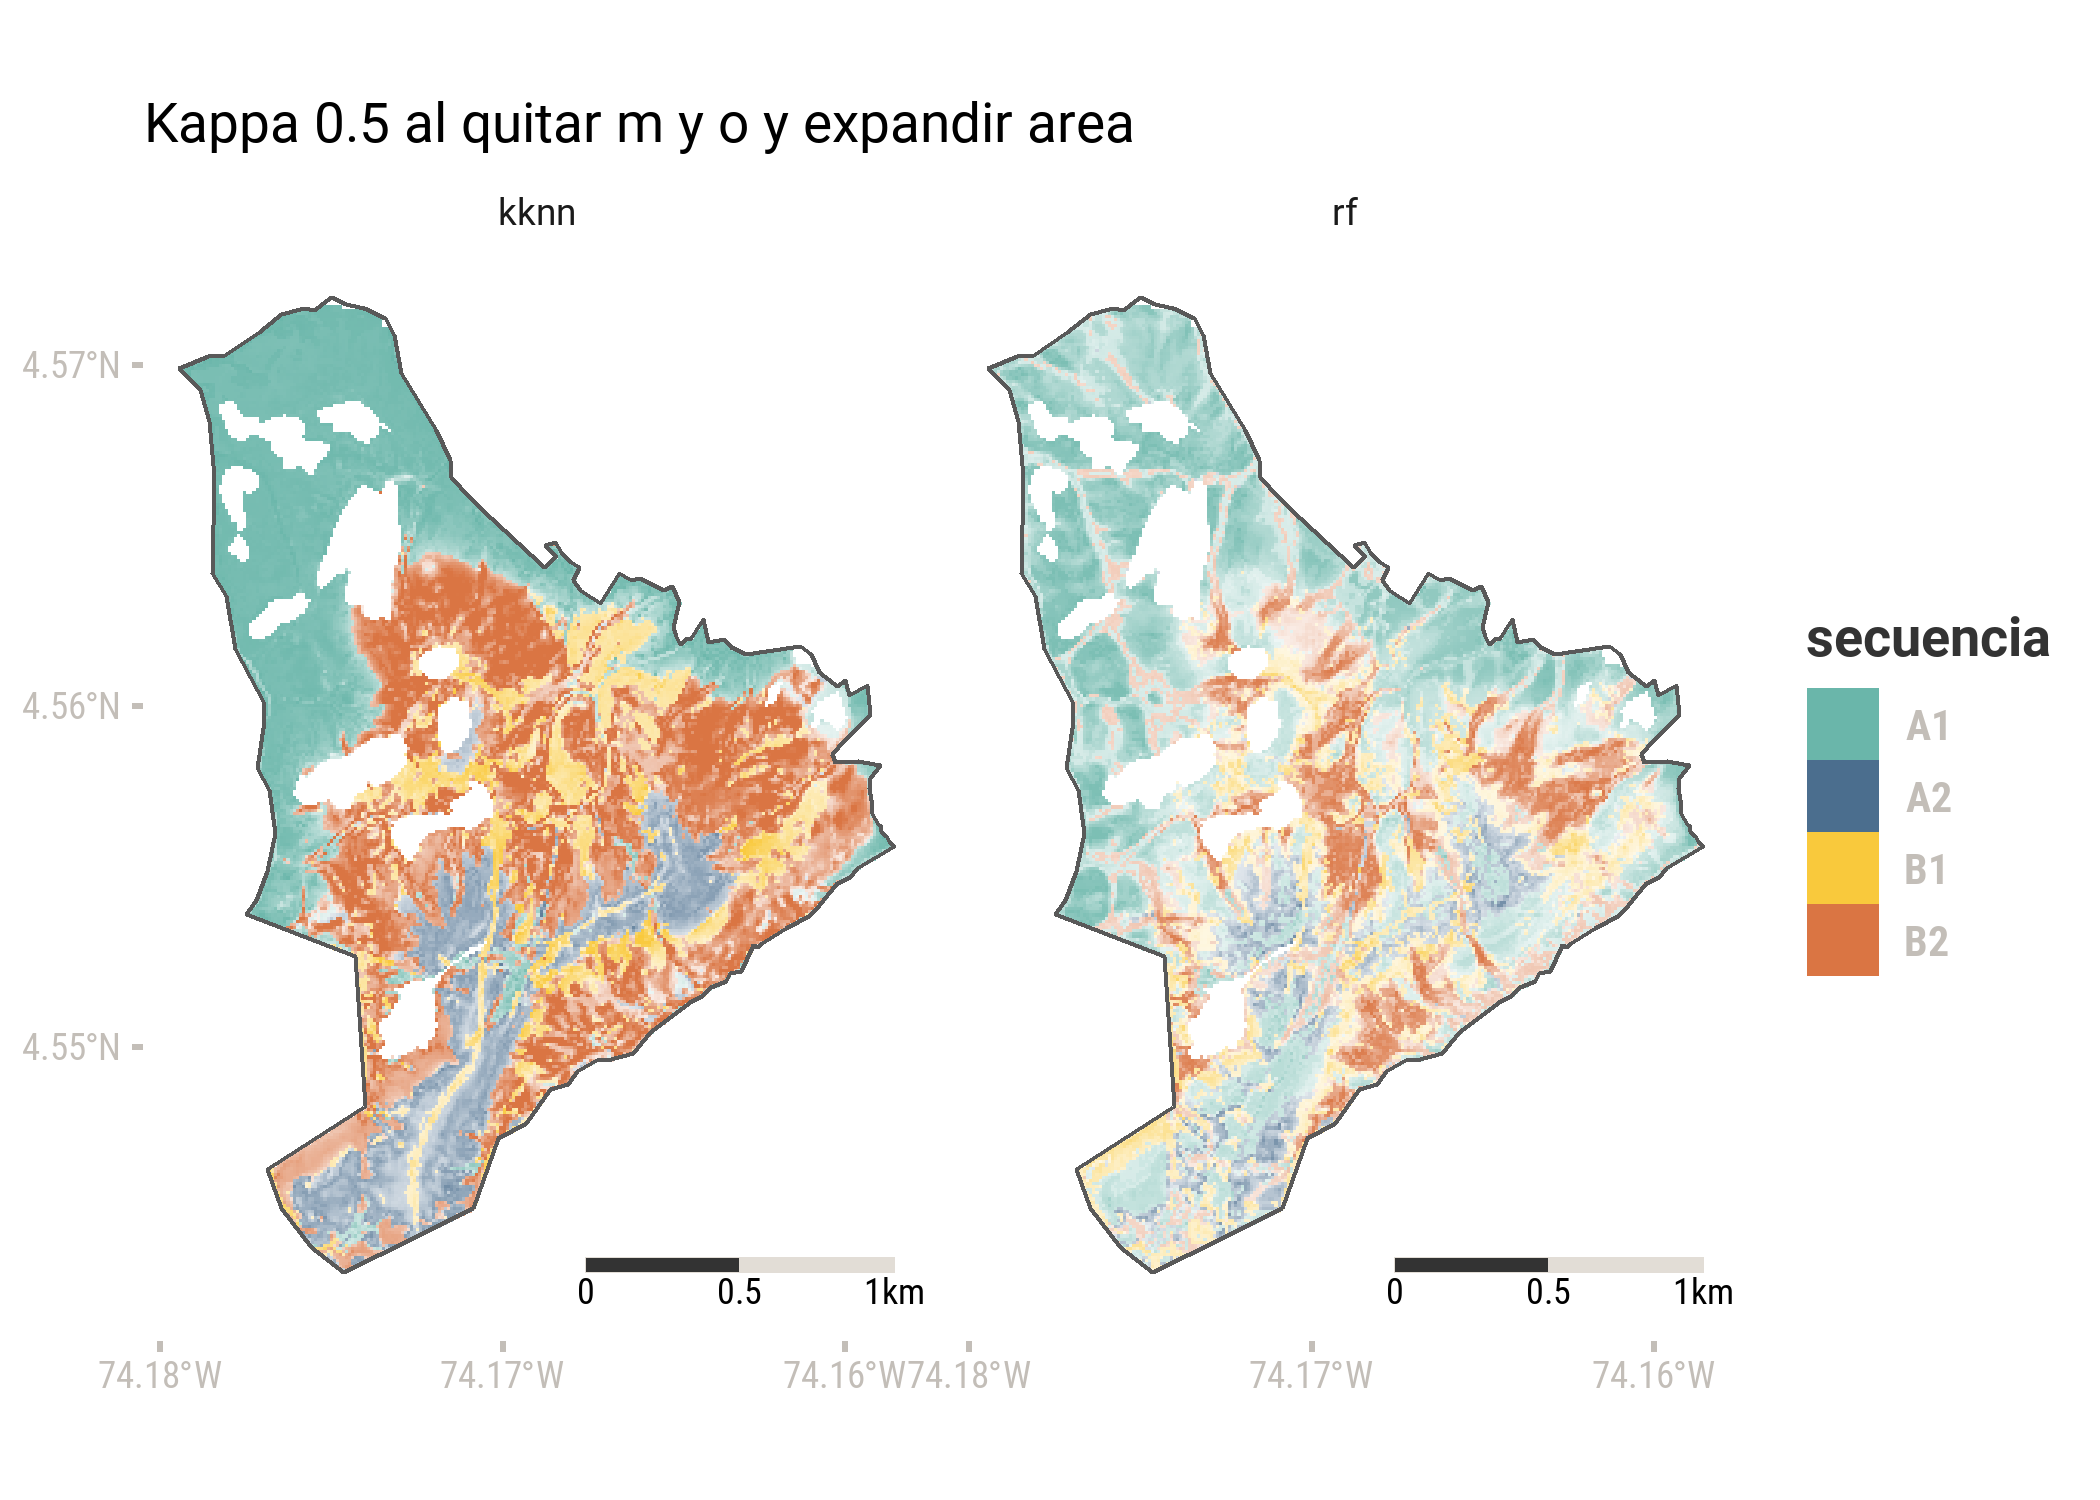 Kappa 0.5 al quitar m y o y expandir area
kknn
rf
4.57°N
4.56°N
4.55°N
secuencia
A1
A2
B1
B2
0 0.5 1km
0 0.5 1km
74.18°W 74.17°W 74.16°W
74.18°W 74.17°W 74.16°W